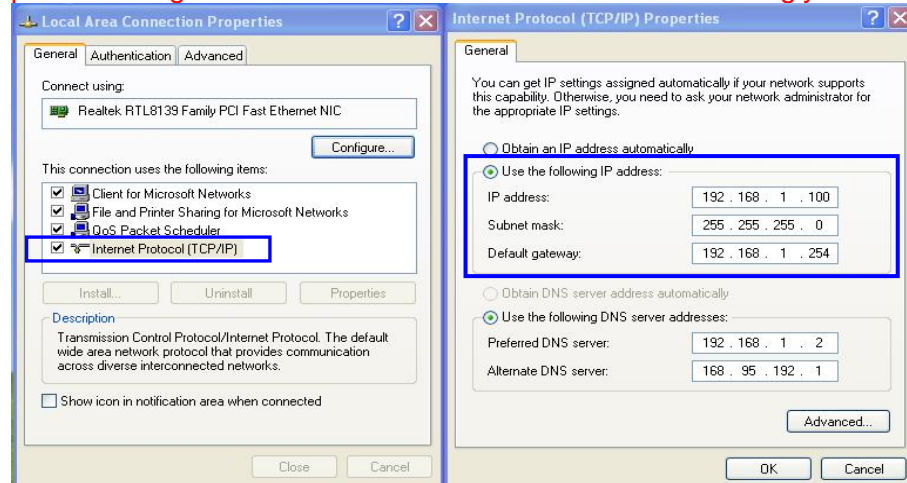 Local Area Connection Properties
General Authentication Advanced
Connect using:
Realtek RTL8139 Family PCI Fast Ethernet NIC
Configure...
This connection uses the following items:
Client for Microsoft Networks
File and Printer Sharing for Microsoft Networks
QoS Packet Scheduler
Internet Protocol (TCP/IP)
Install... Uninstall Properties
Description
Transmission Control Protocol/Internet Protocol. The default
wide area network protocol that provides communication
across diverse interconnected networks.
Show icon in notification area when connected
Close Cancel
Internet Protocol (TCP/IP) Properties
General
You can get IP settings assigned automatically if your network supports
this capability. Otherwise, you need to ask your network administrator for
the appropriate IP settings.
Obtain an IP address automatically
Use the following IP address:
IP address: 192 . 168 . 1 . 100
Subnet mask: 255 . 255 . 255 . 0
Default gateway: 192 . 168 . 1 . 254
Obtain DNS server address automatically
Use the following DNS server addresses:
Preferred DNS server: 192 . 168 . 1 . 2
Alternate DNS server: 168 . 95 . 192 . 1
Advanced...
OK Cancel